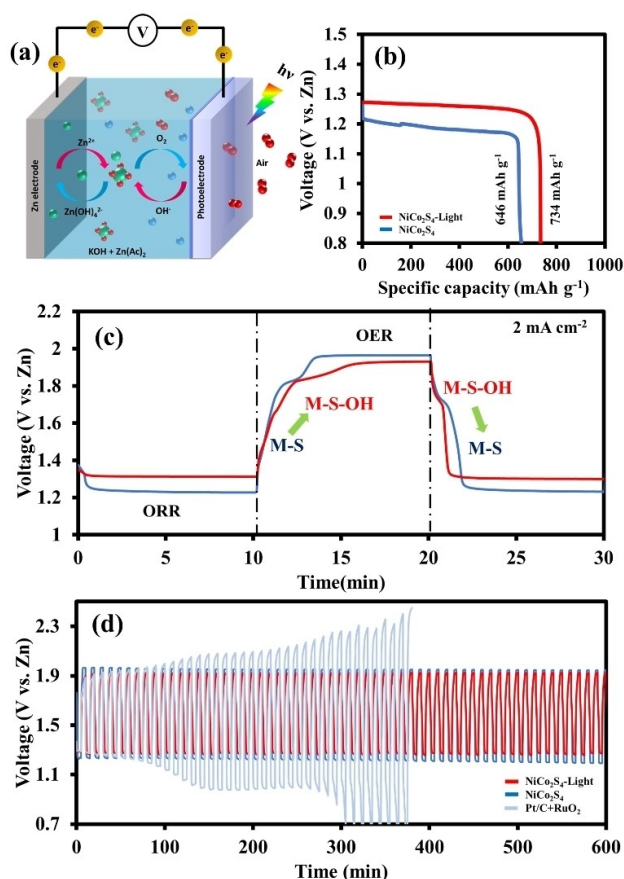 (a)
e⁻ V e⁻
e⁻ e⁻
hν
Zn electrode
Zn²⁺
O₂
Zn(OH)₄²⁻
OH⁻
KOH + Zn(Ac)₂
Photoelectrode
Air
(b)
Voltage (V vs. Zn)
1.5
1.4
1.3
1.2
1.1
1
0.9
0.8
646 mAh g⁻¹
734 mAh g⁻¹
NiCo₂S₄-Light
NiCo₂S₄
0 200 400 600 800 1000
Specific capacity (mAh g⁻¹)
(c)
Voltage (V vs. Zn)
2.2
2
1.8
1.6
1.4
1.2
1
OER
2 mA cm⁻²
M-S-OH
M-S
M-S-OH
M-S
ORR
0 5 10 15 20 25 30
Time(min)
(d)
Voltage (V vs. Zn)
2.3
1.9
1.5
1.1
0.7
NiCo₂S₄-Light
NiCo₂S₄
Pt/C+RuO₂
0 100 200 300 400 500 600
Time (min)